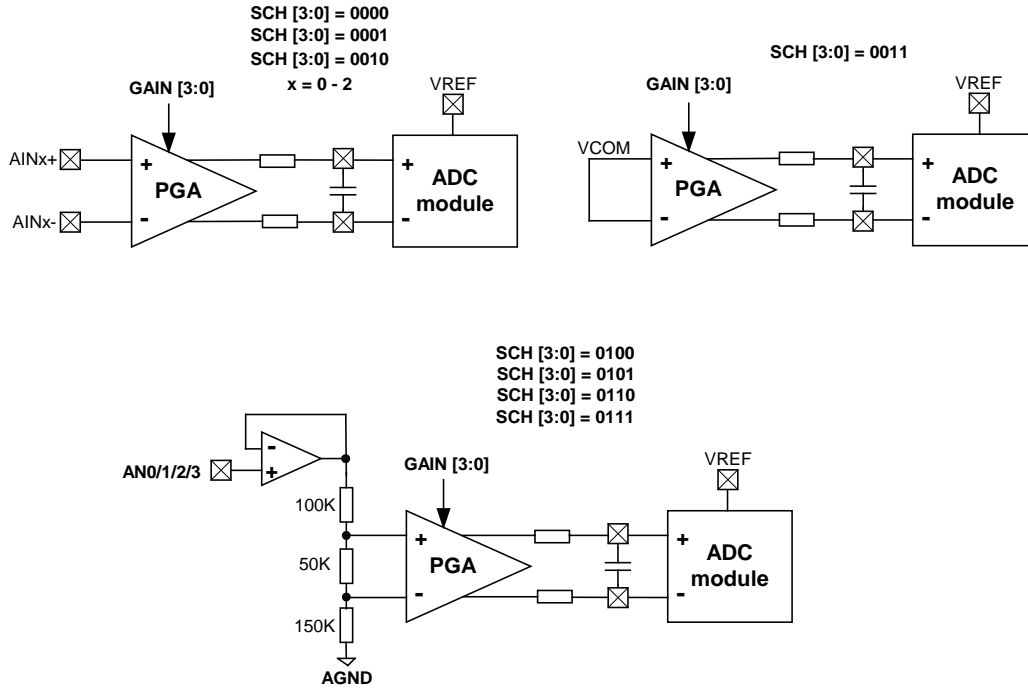 SCH [3:0] = 0000
SCH [3:0] = 0001
SCH [3:0] = 0010
x = 0 - 2
GAIN [3:0]
VREF
AINx+
AINx-
+
-
PGA
+
-
ADC
module
SCH [3:0] = 0011
GAIN [3:0]
VREF
VCOM
+
-
PGA
+
-
ADC
module
SCH [3:0] = 0100
SCH [3:0] = 0101
SCH [3:0] = 0110
SCH [3:0] = 0111
-
+
AN0/1/2/3
GAIN [3:0]
VREF
100K
50K
150K
AGND
+
-
PGA
+
-
ADC
module